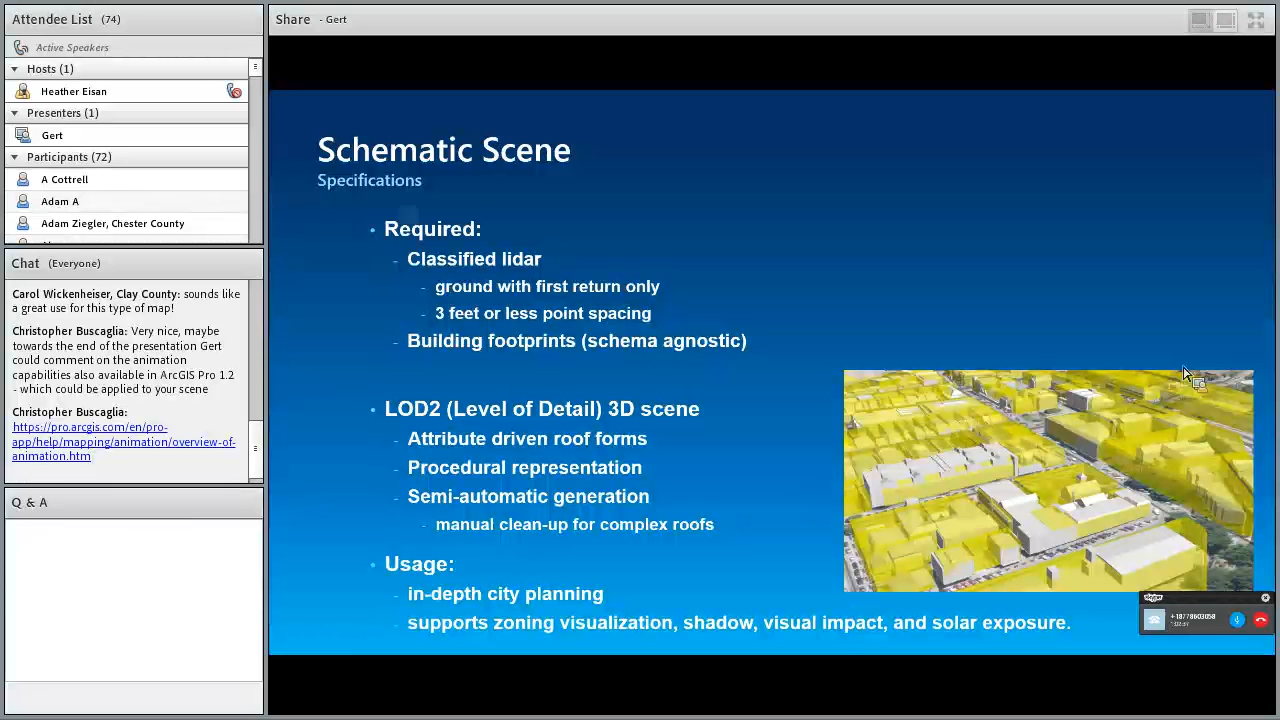 Attendee List (74)
Active Speakers
Hosts (1)
Heather Eisan
Presenters (1)
Gert
Participants (72)
A Cottrell
Adam A
Adam Ziegler, Chester County
Chat (Everyone)
Carol Wickenheiser, Clay County: sounds like
a great use for this type of map!
Christopher Buscaglia: Very nice, maybe
towards the end of the presentation Gert
could comment on the animation
capabilities also available in ArcGIS Pro 1.2
- which could be applied to your scene
Christopher Buscaglia:
https://pro.arcgis.com/en/pro-
app/help/mapping/animation/overview-of-
animation.htm
Q & A
Share - Gert
Schematic Scene
Specifications
• Required:
- Classified lidar
- ground with first return only
- 3 feet or less point spacing
- Building footprints (schema agnostic)
• LOD2 (Level of Detail) 3D scene
- Attribute driven roof forms
- Procedural representation
- Semi-automatic generation
- manual clean-up for complex roofs
• Usage:
- in-depth city planning
- supports zoning visualization, shadow, visual impact, and solar exposure.
skype
+18778603058